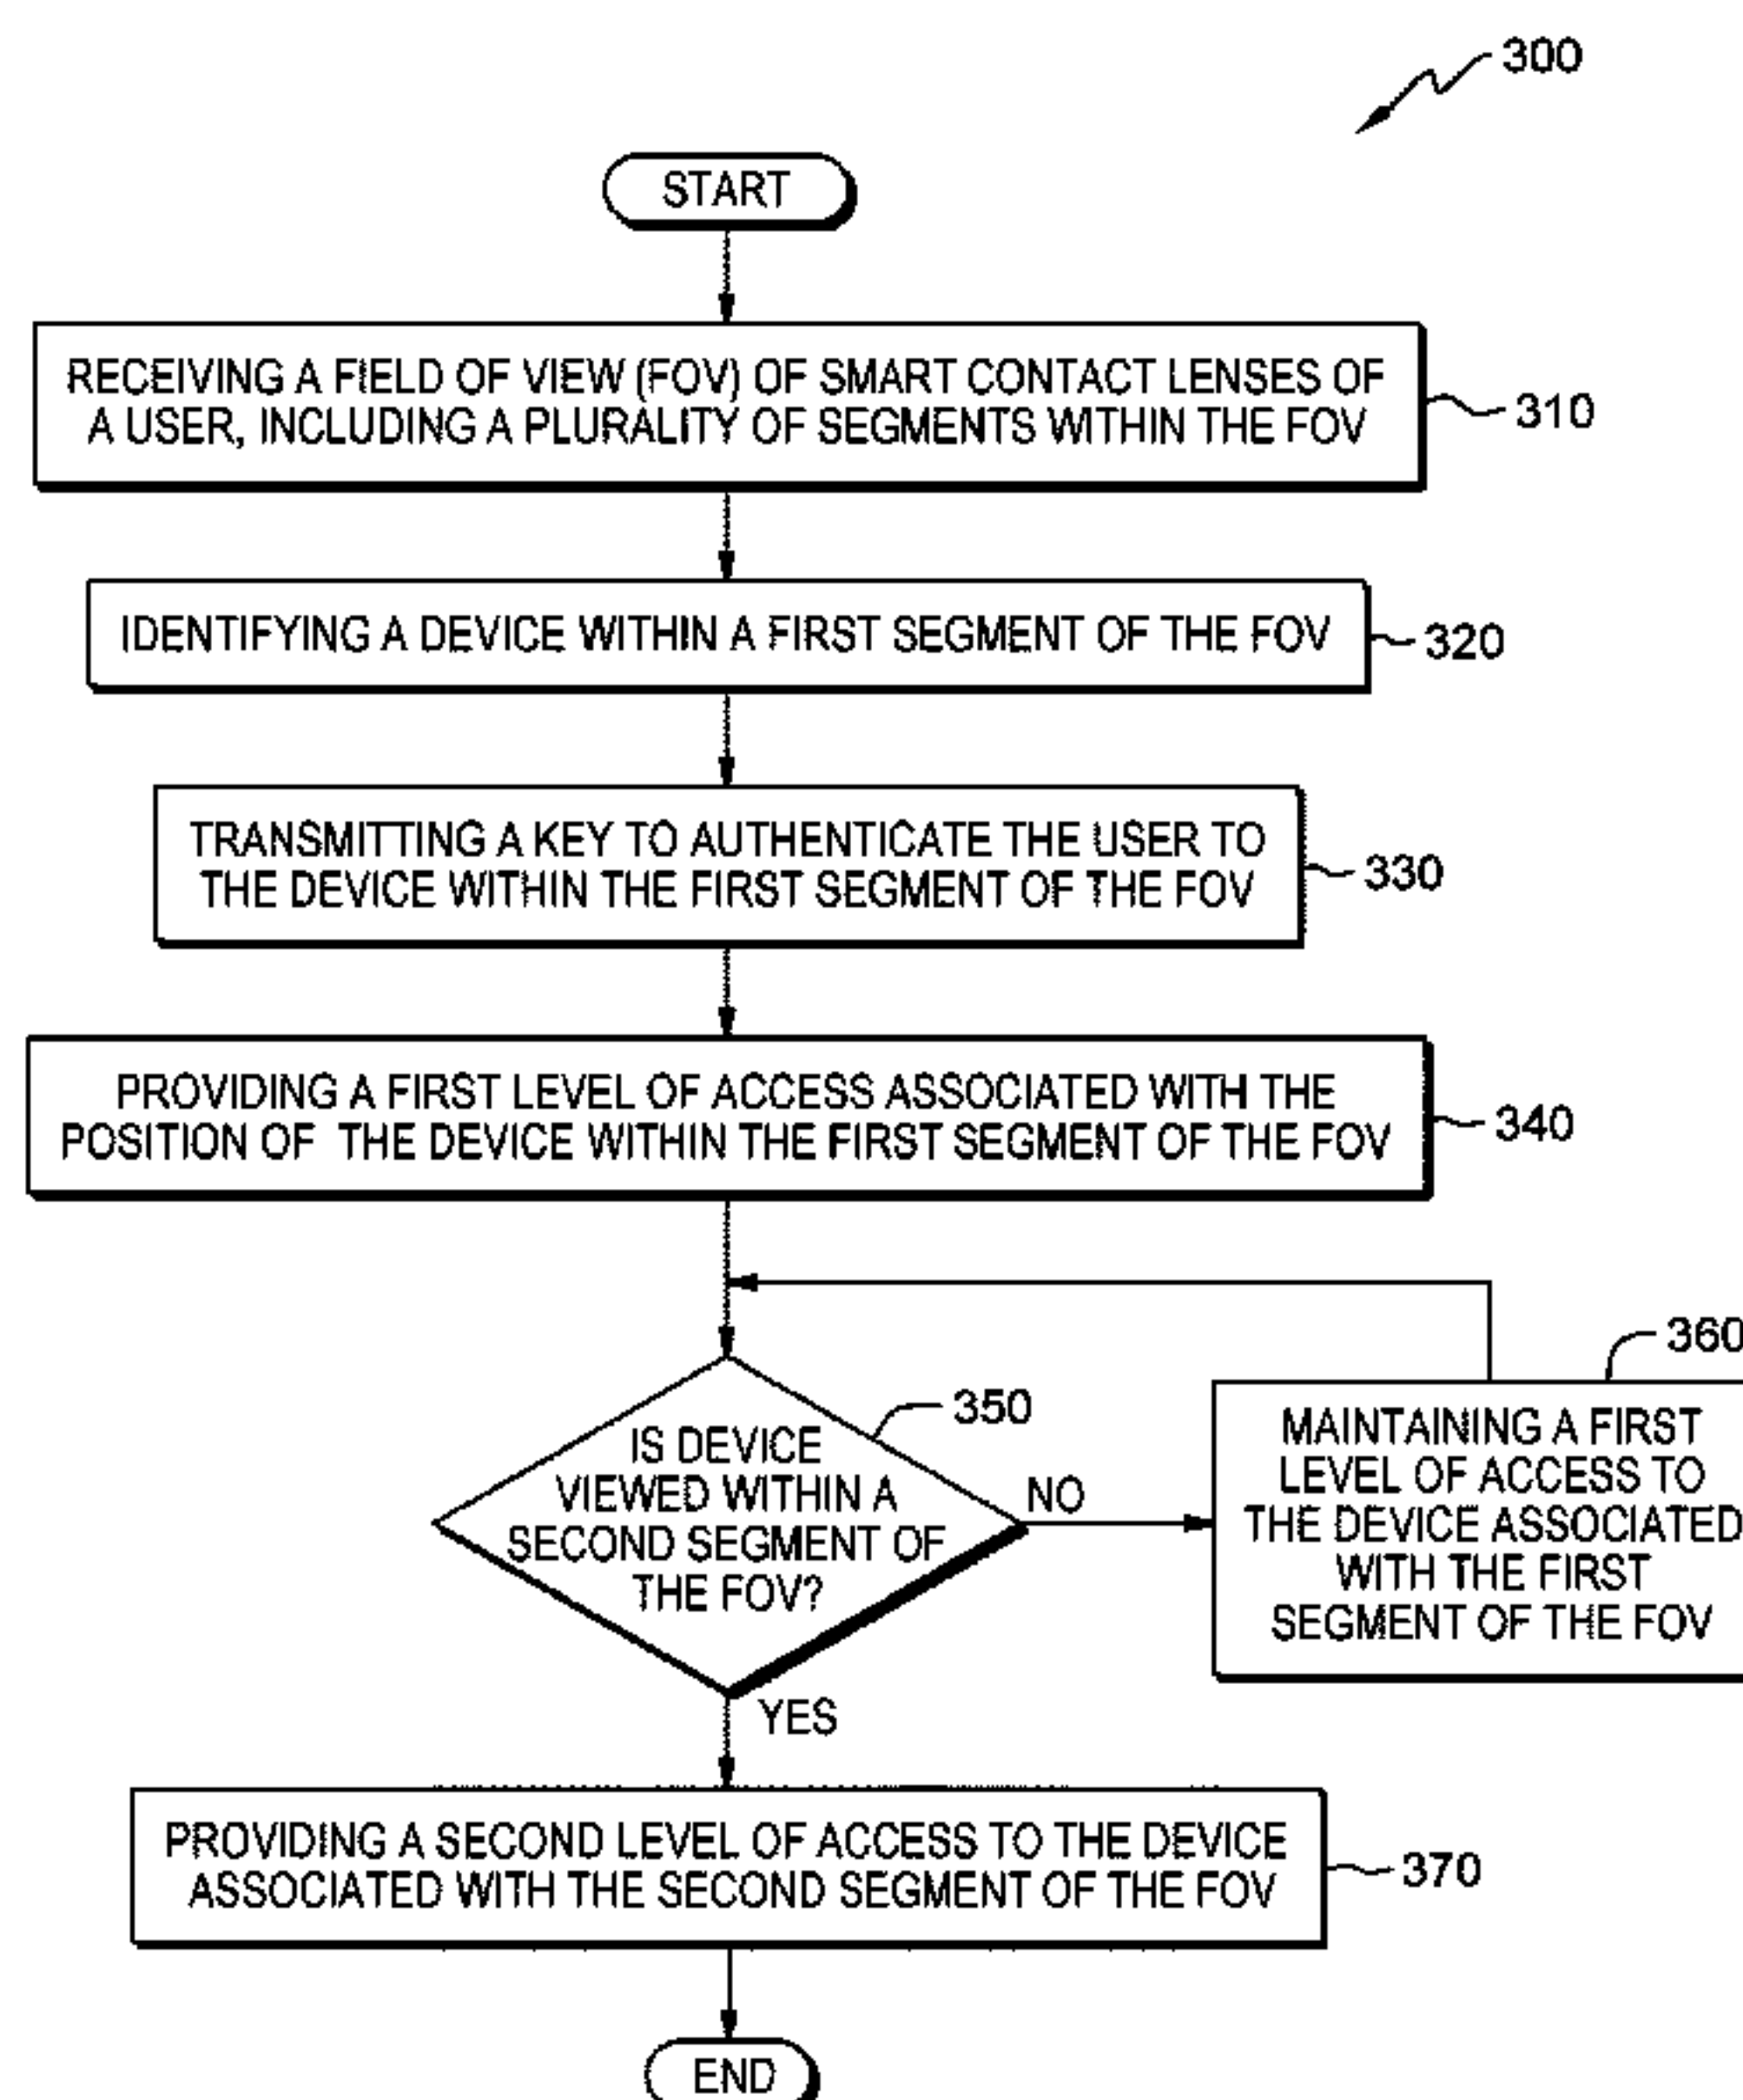 300
START
RECEIVING A FIELD OF VIEW (FOV) OF SMART CONTACT LENSES OF
A USER, INCLUDING A PLURALITY OF SEGMENTS WITHIN THE FOV
310
IDENTIFYING A DEVICE WITHIN A FIRST SEGMENT OF THE FOV
320
TRANSMITTING A KEY TO AUTHENTICATE THE USER TO
THE DEVICE WITHIN THE FIRST SEGMENT OF THE FOV
330
PROVIDING A FIRST LEVEL OF ACCESS ASSOCIATED WITH THE
POSITION OF THE DEVICE WITHIN THE FIRST SEGMENT OF THE FOV
340
350
IS DEVICE
VIEWED WITHIN A
SECOND SEGMENT OF
THE FOV?
NO
360
MAINTAINING A FIRST
LEVEL OF ACCESS TO
THE DEVICE ASSOCIATED
WITH THE FIRST
SEGMENT OF THE FOV
YES
PROVIDING A SECOND LEVEL OF ACCESS TO THE DEVICE
ASSOCIATED WITH THE SECOND SEGMENT OF THE FOV
370
END